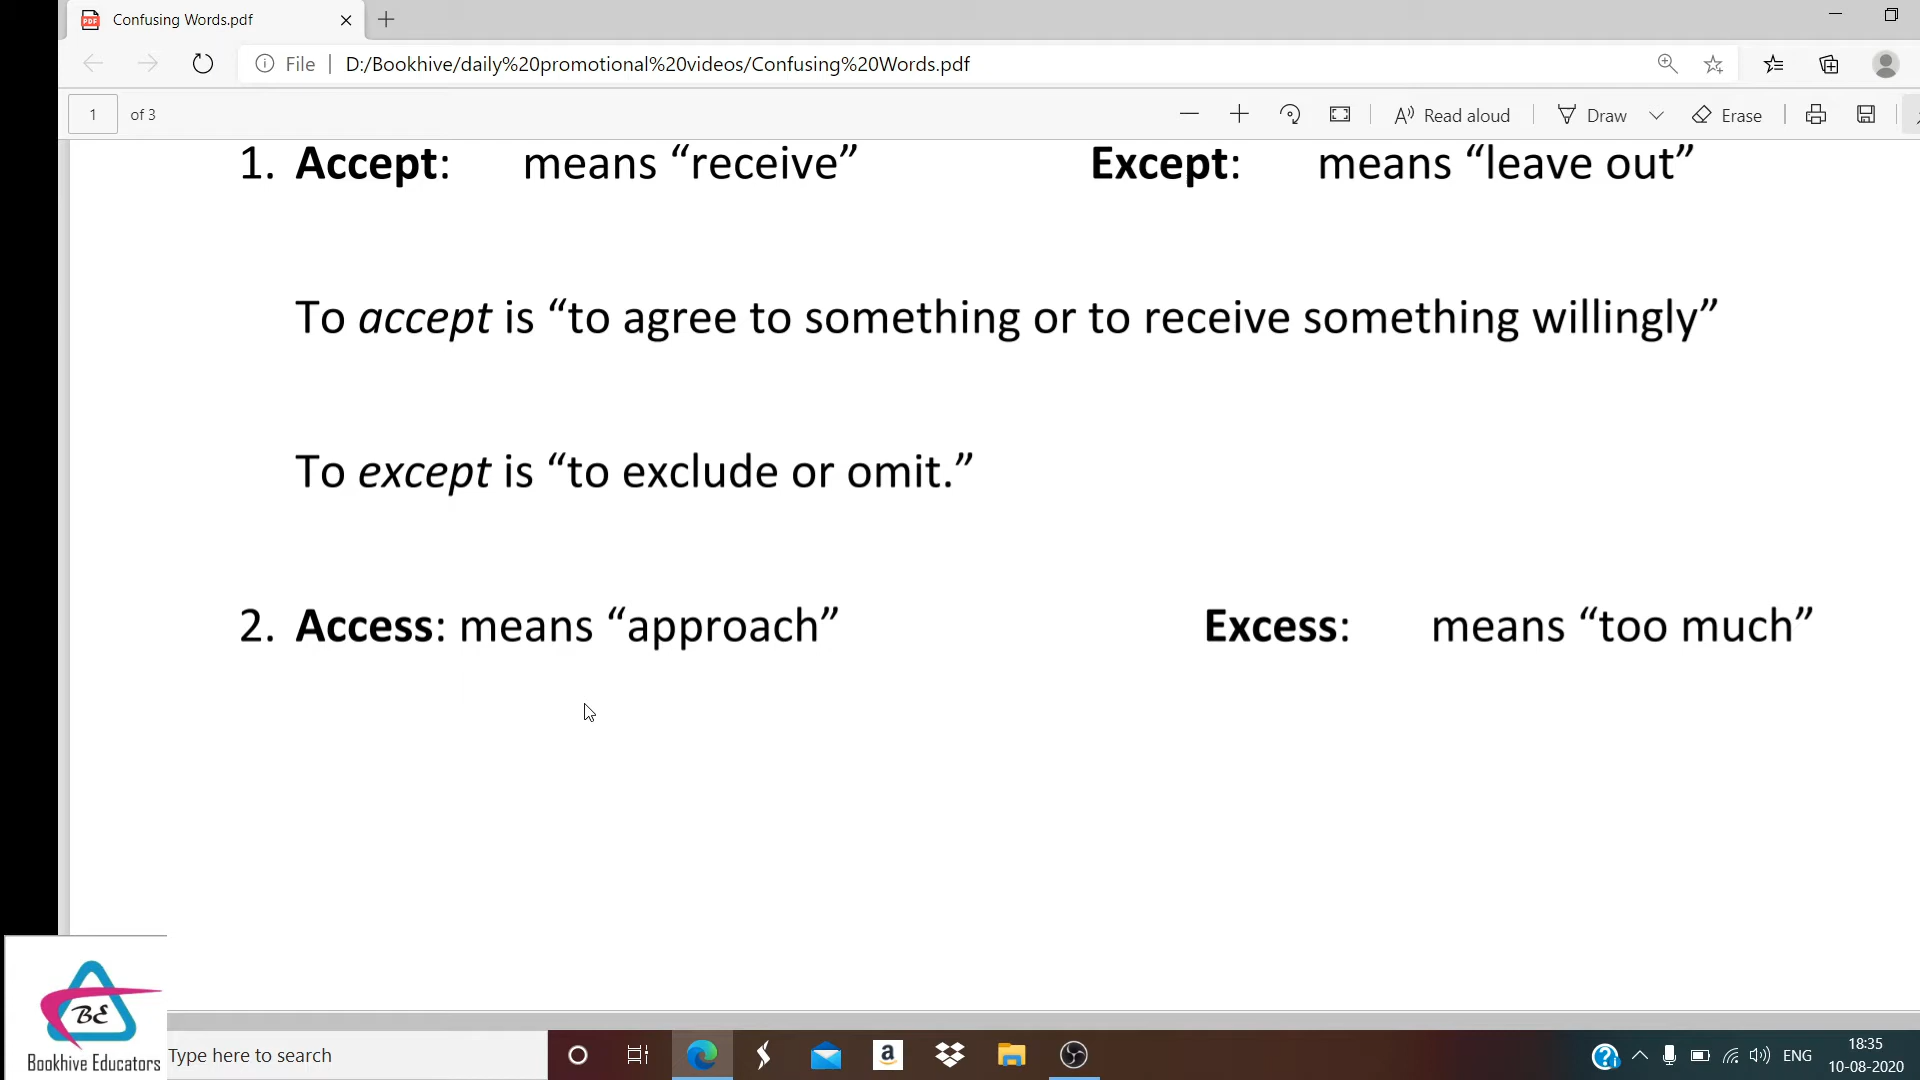 Confusing Words.pdf
File | D:/Bookhive/daily%20promotional%20videos/Confusing%20Words.pdf
1 of 3 Read aloud Draw Erase
1. Accept: means “receive” Except: means “leave out”
To accept is “to agree to something or to receive something willingly”
To except is “to exclude or omit.”
2. Access: means “approach” Excess: means “too much”
BE
Bookhive Educators
Type here to search
ENG
18:35
10-08-2020